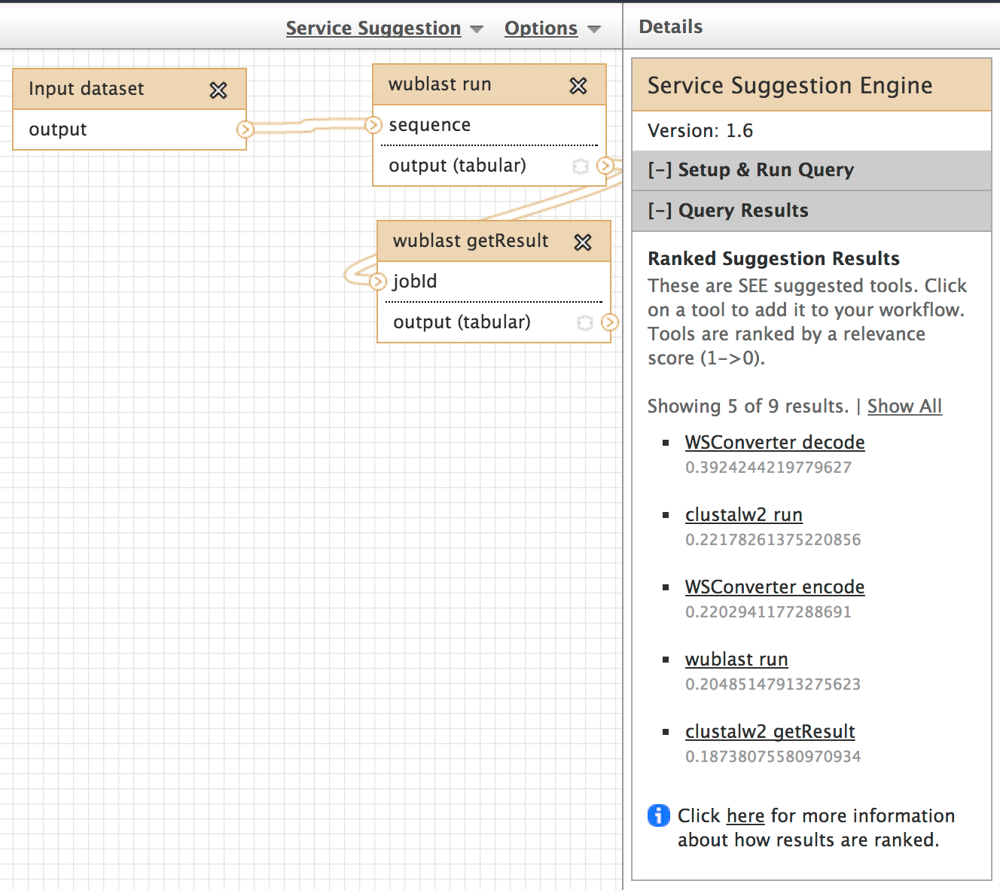 Service Suggestion
Options
Details
Input dataset
output
wublast run
sequence
output (tabular)
wublast getResult
jobId
output (tabular)
Service Suggestion Engine
Version: 1.6
[-] Setup & Run Query
[-] Query Results
Ranked Suggestion Results
These are SEE suggested tools. Click
on a tool to add it to your workflow.
Tools are ranked by a relevance
score (1->0).
Showing 5 of 9 results. | Show All
WSConverter decode
0.3924244219779627
clustalw2 run
0.22178261375220856
WSConverter encode
0.2202941177288691
wublast run
0.20485147913275623
clustalw2 getResult
0.18738075580970934
Click here for more information
about how results are ranked.